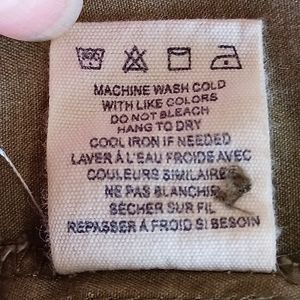 MACHINE WASH COLD
WITH LIKE COLORS
DO NOT BLEACH
HANG TO DRY
COOL IRON IF NEEDED
LAVER À L'EAU FROIDE AVEC
COULEURS SIMILAIRES
NE PAS BLANCHIR
SÉCHER SUR FIL
REPASSER À FROID SI BESOIN